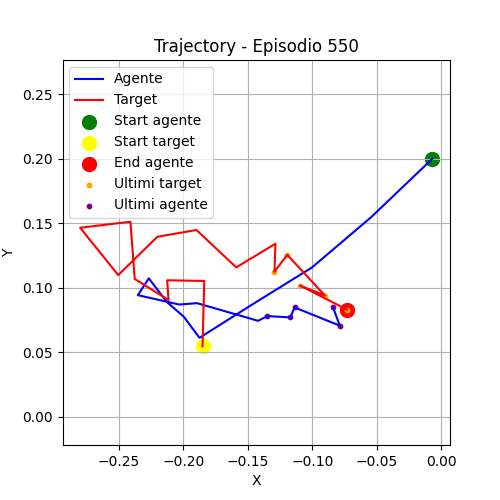 Trajectory - Episodio 550
Agente
Target
Start agente
Start target
End agente
Ultimi target
Ultimi agente
Y
0.25
0.20
0.15
0.10
0.05
0.00
−0.25 −0.20 −0.15 −0.10 −0.05 0.00
X